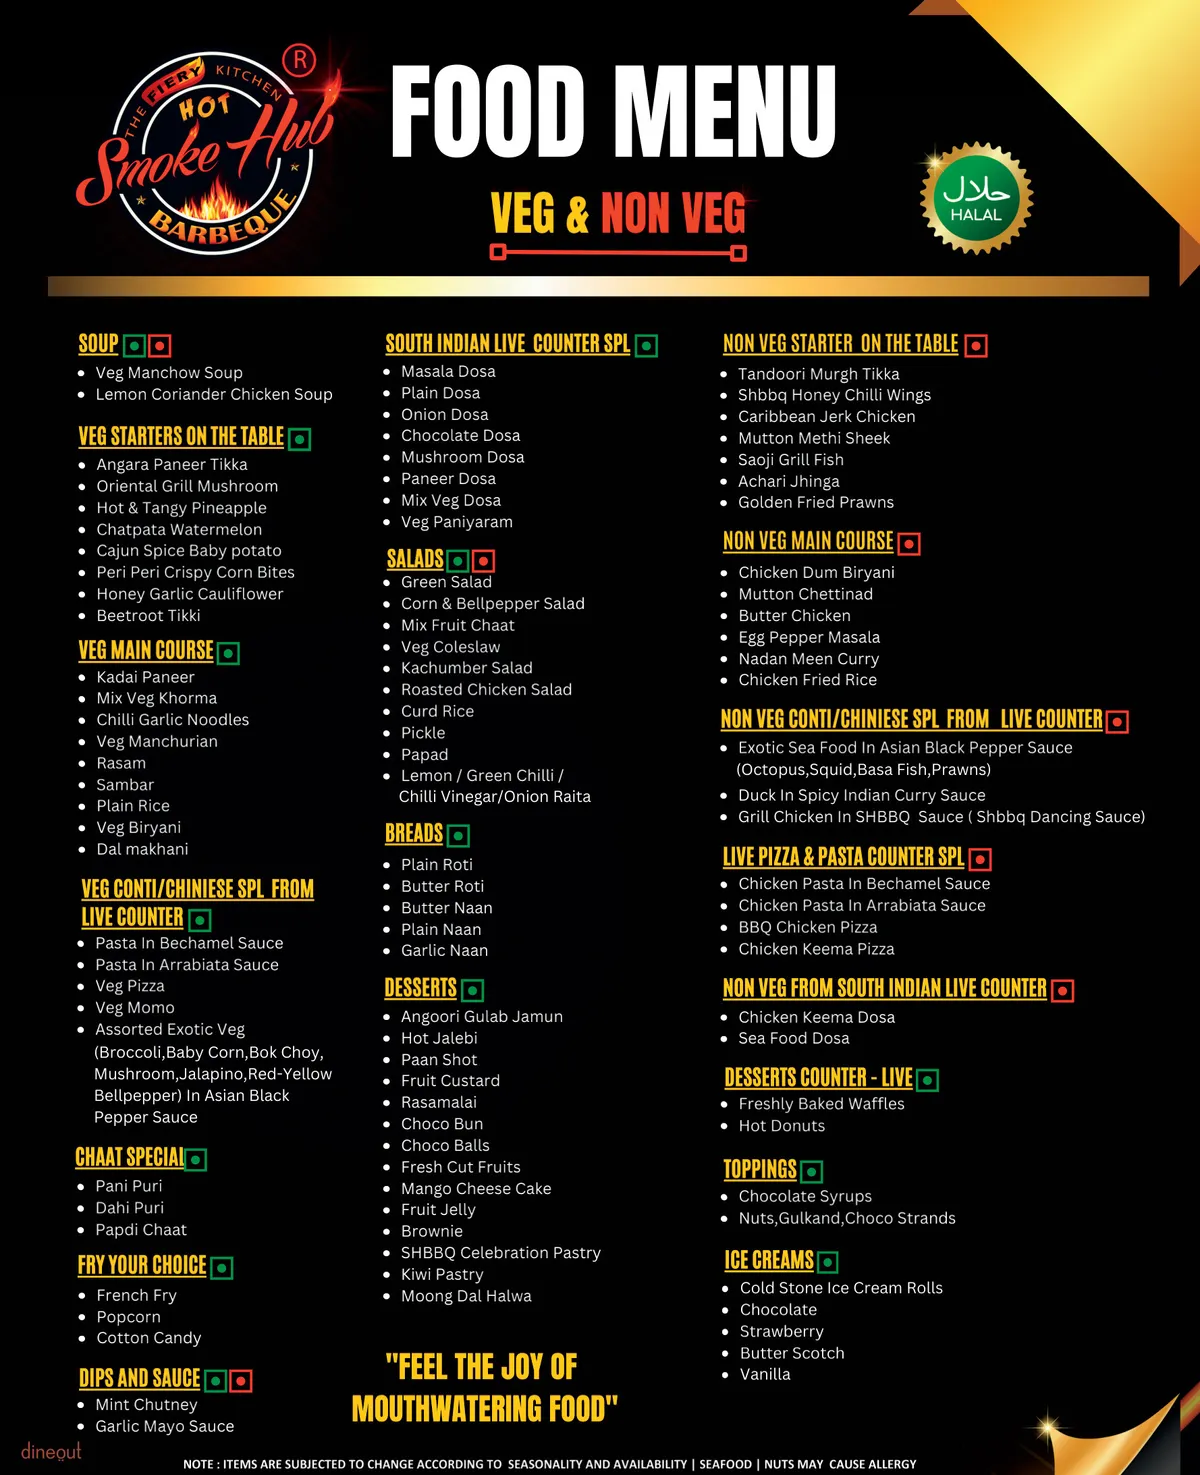 THE FIERY KITCHEN
®
HOT
Smoke Hub
BARBEQUE
FOOD MENU
VEG & NON VEG
حلال
HALAL
SOUP
Veg Manchow Soup
Lemon Coriander Chicken Soup
VEG STARTERS ON THE TABLE
Angara Paneer Tikka
Oriental Grill Mushroom
Hot & Tangy Pineapple
Chatpata Watermelon
Cajun Spice Baby potato
Peri Peri Crispy Corn Bites
Honey Garlic Cauliflower
Beetroot Tikki
VEG MAIN COURSE
Kadai Paneer
Mix Veg Khorma
Chilli Garlic Noodles
Veg Manchurian
Rasam
Sambar
Plain Rice
Veg Biryani
Dal makhani
VEG CONTI/CHINIESE SPL FROM
LIVE COUNTER
Pasta In Bechamel Sauce
Pasta In Arrabiata Sauce
Veg Pizza
Veg Momo
Assorted Exotic Veg
(Broccoli,Baby Corn,Bok Choy,
Mushroom,Jalapino,Red-Yellow
Bellpepper) In Asian Black
Pepper Sauce
CHAAT SPECIAL
Pani Puri
Dahi Puri
Papdi Chaat
FRY YOUR CHOICE
French Fry
Popcorn
Cotton Candy
DIPS AND SAUCE
Mint Chutney
Garlic Mayo Sauce
SOUTH INDIAN LIVE COUNTER SPL
Masala Dosa
Plain Dosa
Onion Dosa
Chocolate Dosa
Mushroom Dosa
Paneer Dosa
Mix Veg Dosa
Veg Paniyaram
SALADS
Green Salad
Corn & Bellpepper Salad
Mix Fruit Chaat
Veg Coleslaw
Kachumber Salad
Roasted Chicken Salad
Curd Rice
Pickle
Papad
Lemon / Green Chilli /
Chilli Vinegar/Onion Raita
BREADS
Plain Roti
Butter Roti
Butter Naan
Plain Naan
Garlic Naan
DESSERTS
Angoori Gulab Jamun
Hot Jalebi
Paan Shot
Fruit Custard
Rasamalai
Choco Bun
Choco Balls
Fresh Cut Fruits
Mango Cheese Cake
Fruit Jelly
Brownie
SHBBQ Celebration Pastry
Kiwi Pastry
Moong Dal Halwa
"FEEL THE JOY OF
MOUTHWATERING FOOD"
NON VEG STARTER ON THE TABLE
Tandoori Murgh Tikka
Shbbq Honey Chilli Wings
Caribbean Jerk Chicken
Mutton Methi Sheek
Saoji Grill Fish
Achari Jhinga
Golden Fried Prawns
NON VEG MAIN COURSE
Chicken Dum Biryani
Mutton Chettinad
Butter Chicken
Egg Pepper Masala
Nadan Meen Curry
Chicken Fried Rice
NON VEG CONTI/CHINIESE SPL FROM LIVE COUNTER
Exotic Sea Food In Asian Black Pepper Sauce
(Octopus,Squid,Basa Fish,Prawns)
Duck In Spicy Indian Curry Sauce
Grill Chicken In SHBBQ Sauce ( Shbbq Dancing Sauce)
LIVE PIZZA & PASTA COUNTER SPL
Chicken Pasta In Bechamel Sauce
Chicken Pasta In Arrabiata Sauce
BBQ Chicken Pizza
Chicken Keema Pizza
NON VEG FROM SOUTH INDIAN LIVE COUNTER
Chicken Keema Dosa
Sea Food Dosa
DESSERTS COUNTER - LIVE
Freshly Baked Waffles
Hot Donuts
TOPPINGS
Chocolate Syrups
Nuts,Gulkand,Choco Strands
ICE CREAMS
Cold Stone Ice Cream Rolls
Chocolate
Strawberry
Butter Scotch
Vanilla
dineout
NOTE : ITEMS ARE SUBJECTED TO CHANGE ACCORDING TO SEASONALITY AND AVAILABILITY | SEAFOOD | NUTS MAY CAUSE ALLERGY